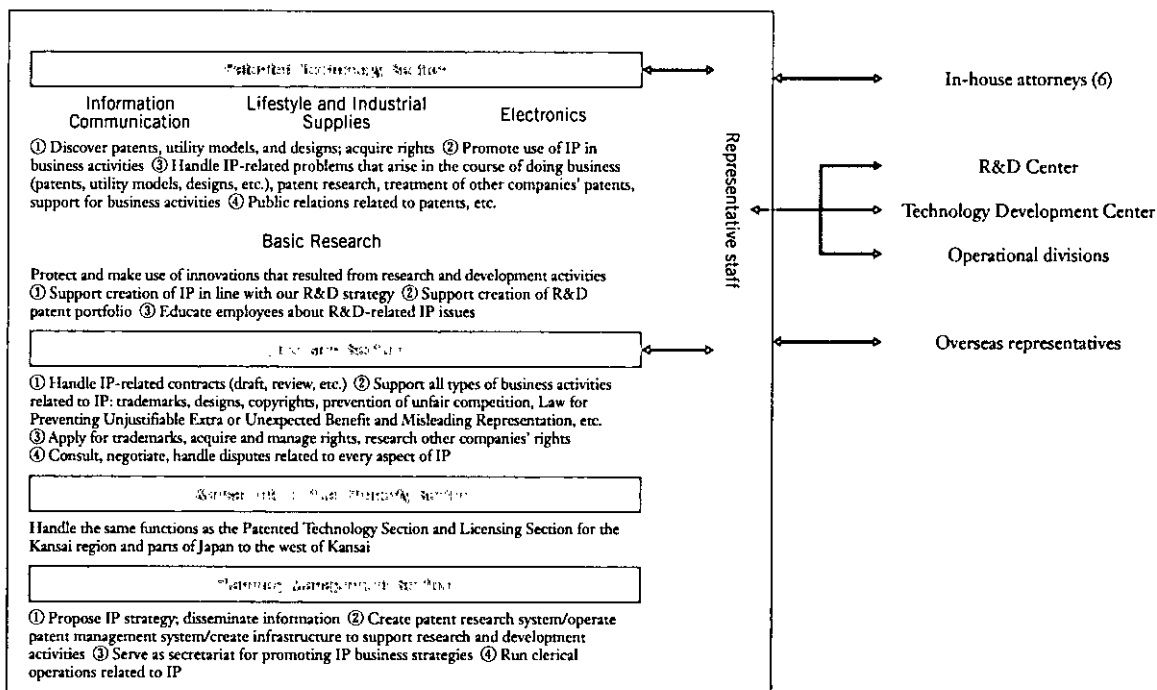 Patented Technology Section
Information
Communication
Lifestyle and Industrial
Supplies
Electronics
① Discover patents, utility models, and designs; acquire rights ② Promote use of IP in
business activities ③ Handle IP-related problems that arise in the course of doing business
(patents, utility models, designs, etc.), patent research, treatment of other companies' patents,
support for business activities ④ Public relations related to patents, etc.
Basic Research
Protect and make use of innovations that resulted from research and development activities
① Support creation of IP in line with our R&D strategy ② Support creation of R&D
patent portfolio ③ Educate employees about R&D-related IP issues
Section
① Handle IP-related contracts (draft, review, etc.) ② Support all types of business activities
related to IP: trademarks, designs, copyrights, prevention of unfair competition, Law for
Preventing Unjustifiable Extra or Unexpected Benefit and Misleading Representation, etc.
③ Apply for trademarks, acquire and manage rights, research other companies' rights
④ Consult, negotiate, handle disputes related to every aspect of IP
Section
Handle the same functions as the Patented Technology Section and Licensing Section for the
Kansai region and parts of Japan to the west of Kansai
Section
① Propose IP strategy; disseminate information ② Create patent research system/operate
patent management system/create infrastructure to support research and development
activities ③ Serve as secretariat for promoting IP business strategies ④ Run clerical
operations related to IP
Representative staff
In-house attorneys (6)
R&D Center
Technology Development Center
Operational divisions
Overseas representatives